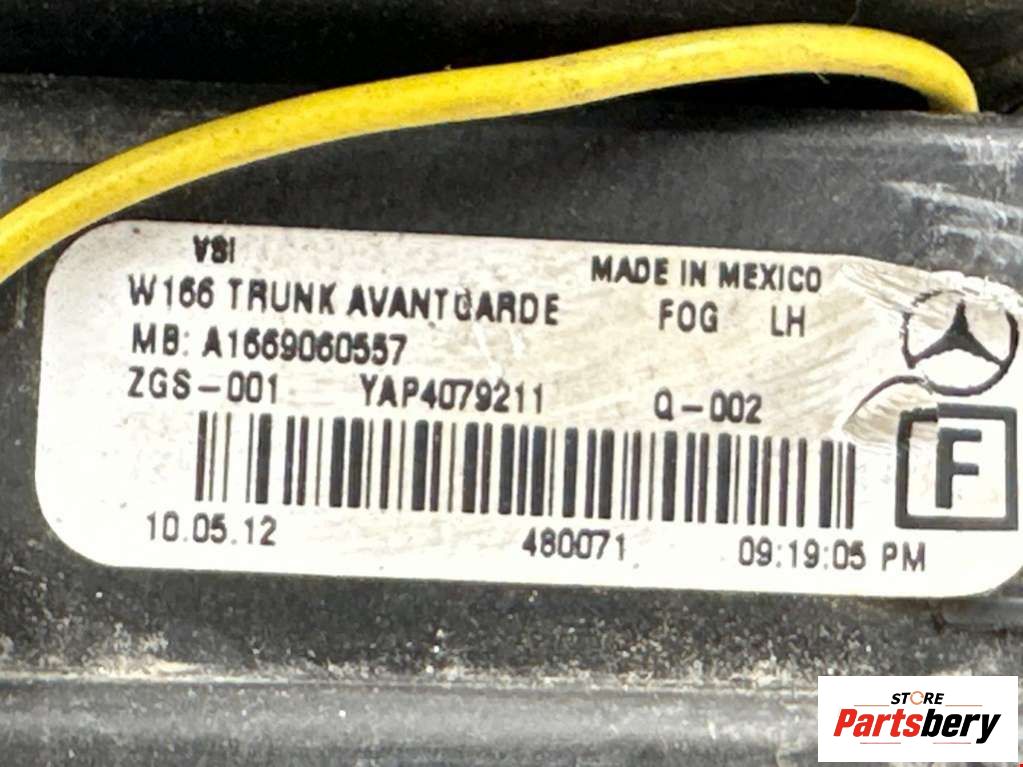 VSI
MADE IN MEXICO
W166 TRUNK AVANTGARDE
FOG LH
MB: A1669060557
ZGS-001 YAP4079211 Q-002
F
10.05.12 480071 09:19:05 PM
STORE
Partsbery